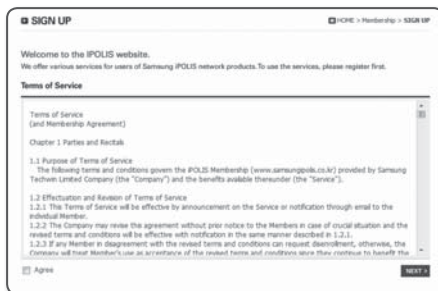 SIGN UP
HOME > Membership > SIGN UP
Welcome to the IPOLIS website.
We offer various services for users of Samsung iPOLIS network products. To use the services, please register first.
Terms of Service
Terms of Service
(and Membership Agreement)
Chapter 1 Parties and Recitals
1.1 Purpose of Terms of Service
The following terms and conditions govern the iPOLIS Membership (www.samsungipolis.co.kr) provided by Samsung
Techwin Limited Company (the "Company") and the benefits available thereunder (the "Service").
1.2 Effectuation and Revision of Terms of Service
1.2.1 This Terms of Service will be effective by announcement on the Service or notification through email to the
individual Member.
1.2.2 The Company may revise the agreement without prior notice to the Members in case of crucial situation and the
revised terms and conditions will be effective with notification in the same manner described in 1.2.1.
1.2.3 If any Member in disagreement with the revised terms and conditions can request disenrollment, otherwise, the
Company will treat Member's use as acceptance of the revised terms and conditions since they continue to benefit the
Agree
NEXT >